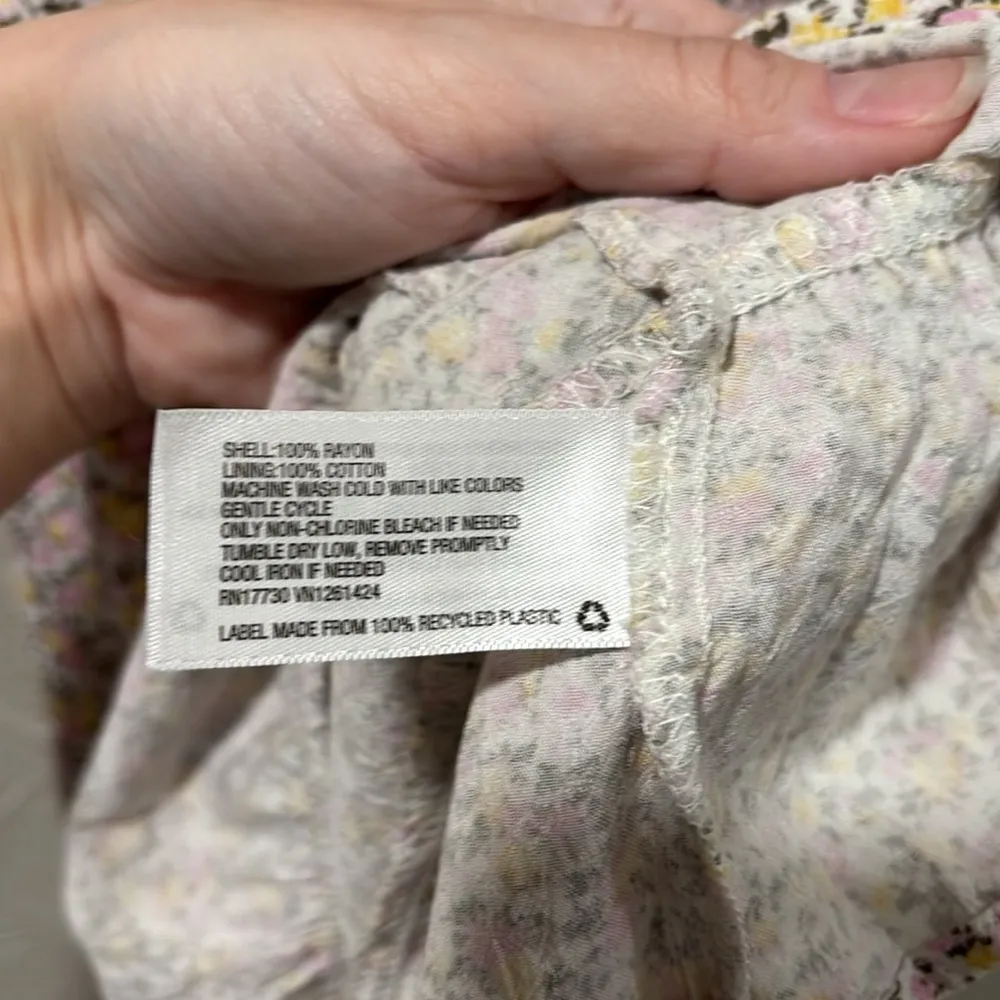 SHELL:100% RAYON
LINING:100% COTTON
MACHINE WASH COLD WITH LIKE COLORS
GENTLE CYCLE
ONLY NON-CHLORINE BLEACH IF NEEDED
TUMBLE DRY LOW, REMOVE PROMPTLY
COOL IRON IF NEEDED
RN17730 VN1261424
LABEL MADE FROM 100% RECYCLED PLASTIC